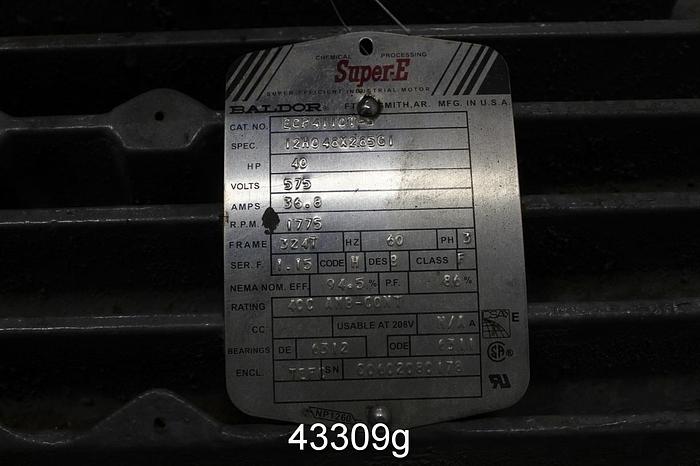 CHEMICAL PROCESSING
Super-E
SUPER-EFFICIENT INDUSTRIAL MOTOR
BALDOR FT. SMITH, AR. MFG. IN U.S.A.
CAT. NO.
SPEC. 12H048X265G1
HP 40
VOLTS 575
AMPS 36.8
R.P.M. 1775
FRAME 324T HZ 60 PH 3
SER. F. 1.15 CODE H DES B CLASS F
NEMA NOM. EFF. 94.5 % P.F. 86 %
RATING 40C AMB-CONT
CC USABLE AT 208V N/A A
BEARINGS DE 6312 ODE 6311
ENCL. SN
NP1260
SA
E
43309g